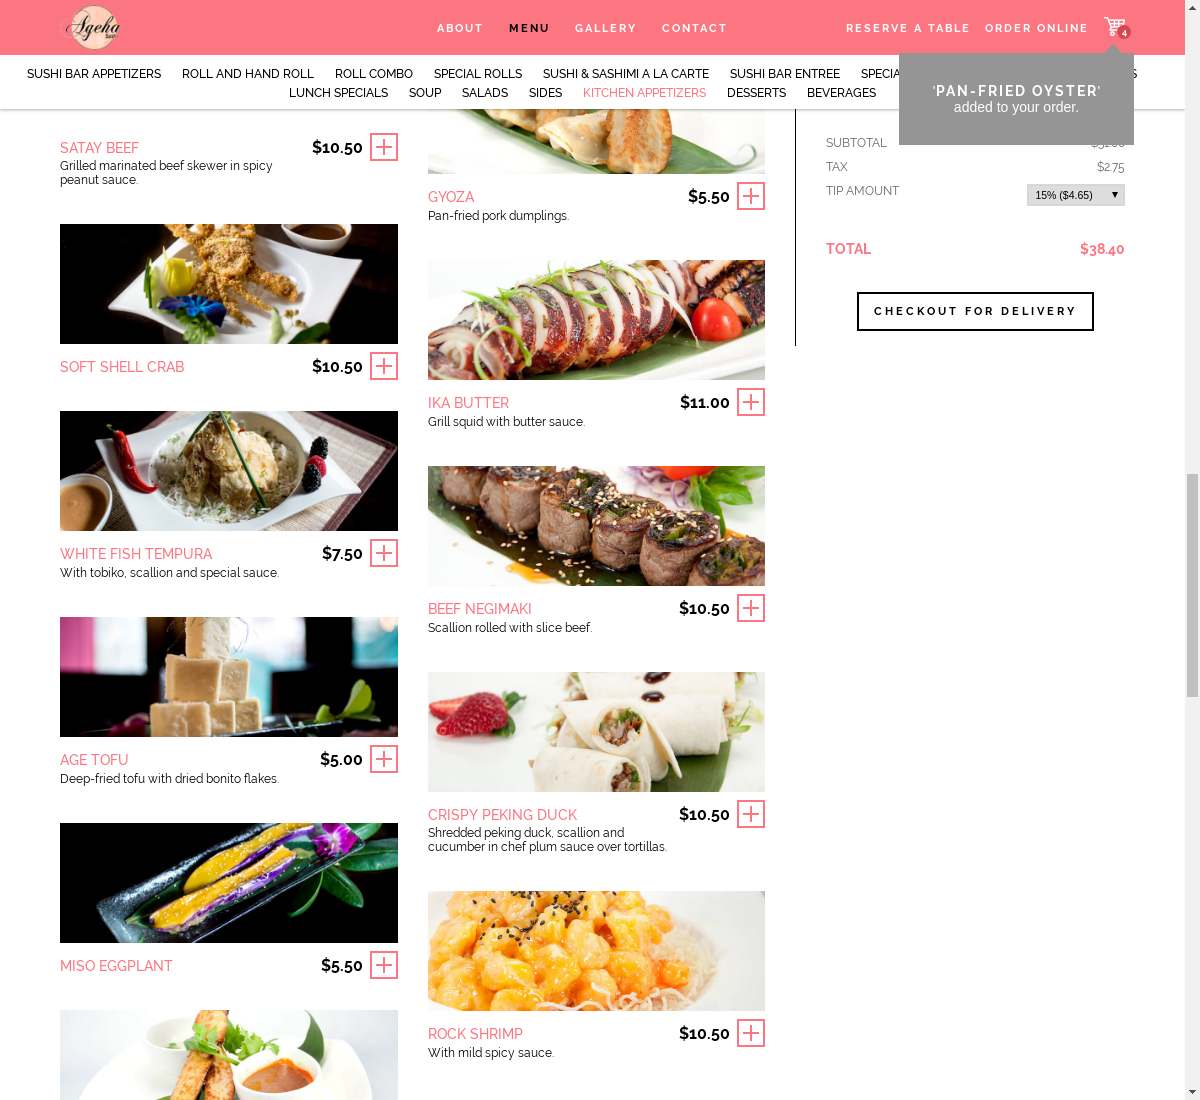 Ageha
ABOUT
MENU
GALLERY
CONTACT
RESERVE A TABLE
ORDER ONLINE
4
SUSHI BAR APPETIZERS
ROLL AND HAND ROLL
ROLL COMBO
SPECIAL ROLLS
SUSHI & SASHIMI A LA CARTE
SUSHI BAR ENTREE
LUNCH SPECIALS
SOUP
SALADS
SIDES
KITCHEN APPETIZERS
DESSERTS
BEVERAGES
'PAN-FRIED OYSTER'
added to your order.
SATAY BEEF
$10.50
Grilled marinated beef skewer in spicy
peanut sauce.
SOFT SHELL CRAB
$10.50
WHITE FISH TEMPURA
$7.50
With tobiko, scallion and special sauce.
AGE TOFU
$5.00
Deep-fried tofu with dried bonito flakes.
MISO EGGPLANT
$5.50
GYOZA
$5.50
Pan-fried pork dumplings.
IKA BUTTER
$11.00
Grill squid with butter sauce.
BEEF NEGIMAKI
$10.50
Scallion rolled with slice beef.
CRISPY PEKING DUCK
$10.50
Shredded peking duck, scallion and
cucumber in chef plum sauce over tortillas.
ROCK SHRIMP
$10.50
With mild spicy sauce.
SUBTOTAL
TAX
$2.75
TIP AMOUNT
15% ($4.65)
TOTAL
$38.40
CHECKOUT FOR DELIVERY